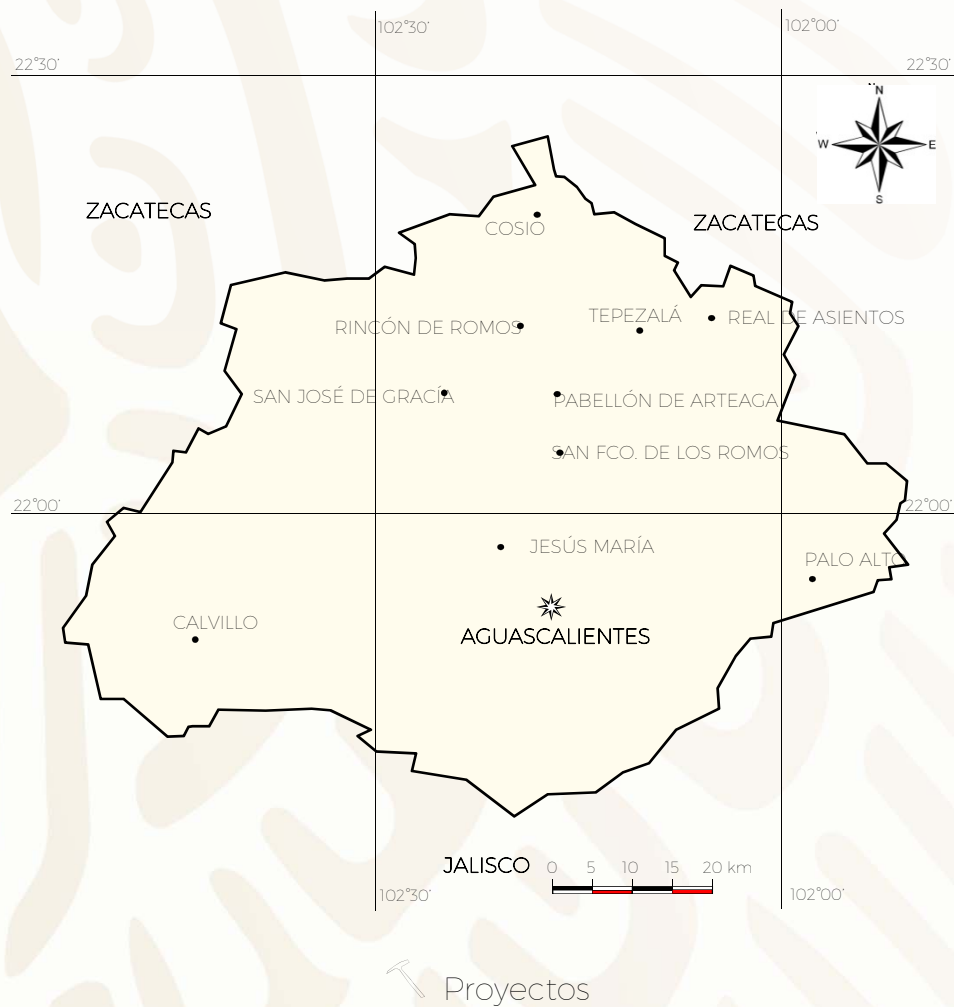 102°00'
102°30'
22°30'
22°30'
N
W
E
S
ZACATECAS
ZACATECAS
COSIO
TEPEZALÁ
REAL DE ASIENTOS
RINCÓN DE ROMOS
SAN JOSÉ DE GRACÍA
PABELLÓN DE ARTEAGA
SAN FCO. DE LOS ROMOS
22°00'
22°00'
JESÚS MARÍA
PALO ALTO
CALVILLO
AGUASCALIENTES
JALISCO
0 5 10 15 20 km
102°30'
102°00'
Proyectos